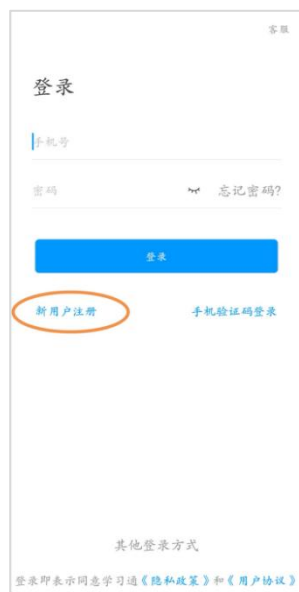 客服
登录
手机号
密码 忘记密码?
登录
新用户注册 手机验证码登录
其他登录方式
登录即表示同意学习通《隐私政策》和《用户协议》